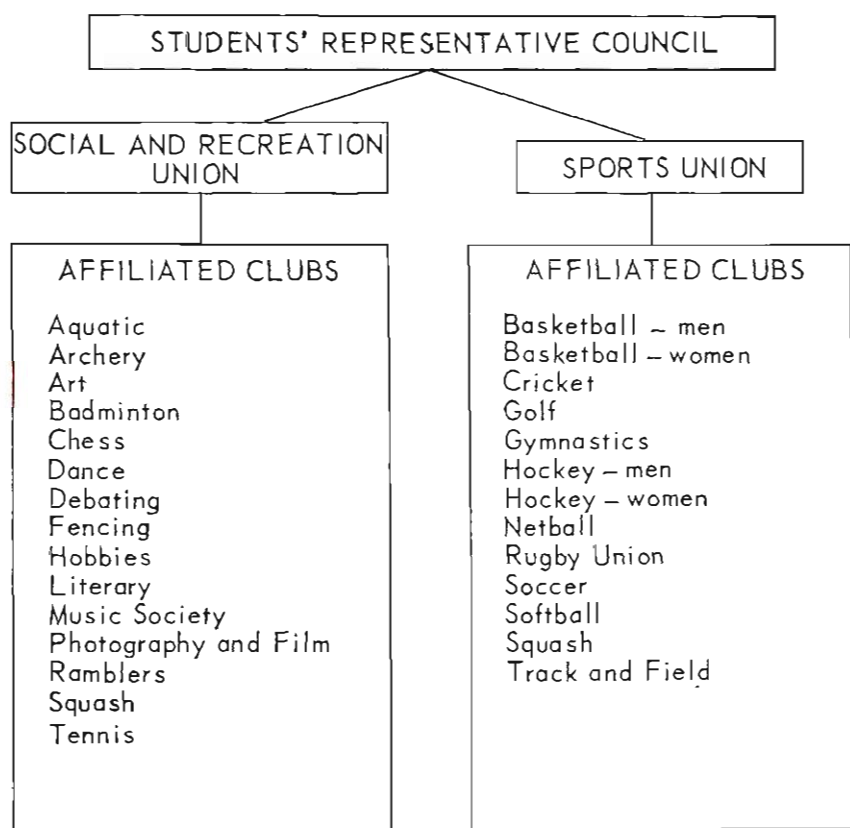 STUDENTS' REPRESENTATIVE COUNCIL
SOCIAL AND RECREATION
UNION
SPORTS UNION
AFFILIATED CLUBS
Aquatic
Archery
Art
Badminton
Chess
Dance
Debating
Fencing
Hobbies
Literary
Music Society
Photography and Film
Ramblers
Squash
Tennis
AFFILIATED CLUBS
Basketball – men
Basketball – women
Cricket
Golf
Gymnastics
Hockey – men
Hockey – women
Netball
Rugby Union
Soccer
Softball
Squash
Track and Field